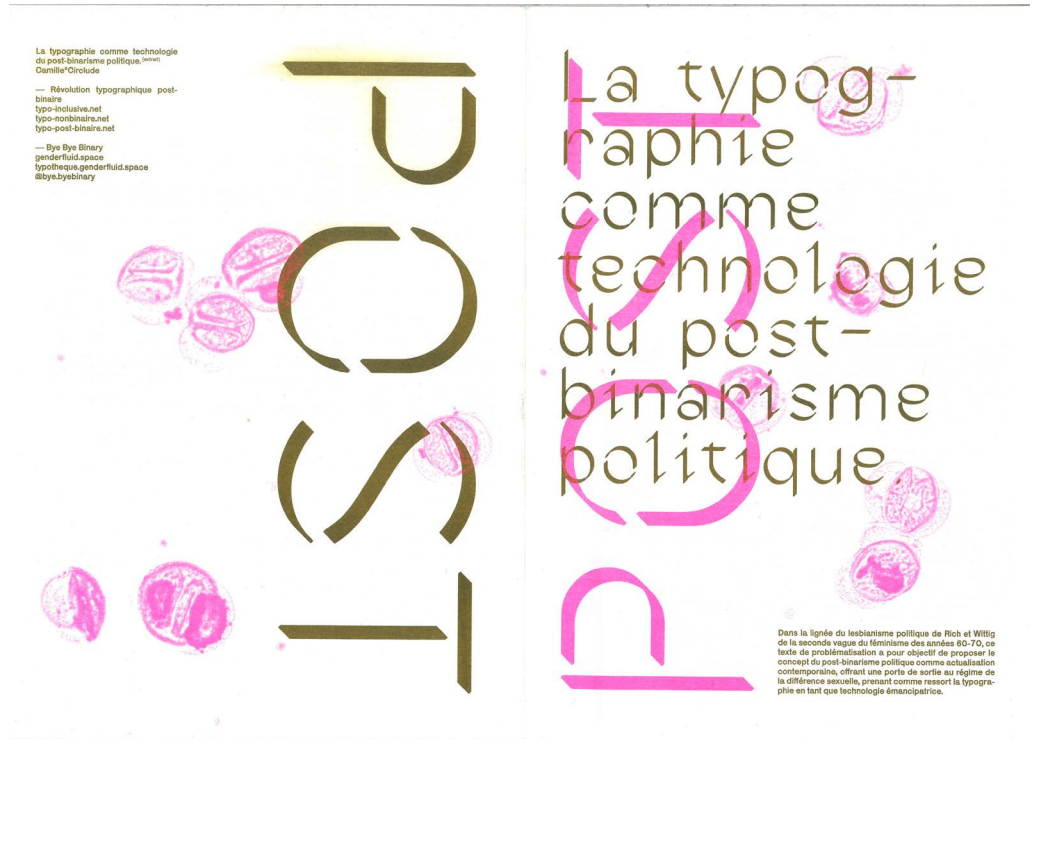 La typographie comme technologie
du post-binarisme politique. [extrait]
Camille°Circlude
— Révolution typographique post-
binaire
typo-inclusive.net
typo-nonbinaire.net
typo-post-binaire.net
— Bye Bye Binary
genderfluid.space
typotheque.genderfluid.space
@bye.byebinary
POST
La typog-
raphie
comme
technologie
du post-
binarisme
politique.
POST
Dans la lignée du lesbianisme politique de Rich et Wittig
de la seconde vague du féminisme des années 60-70, ce
texte de problématisation a pour objectif de proposer le
concept du post-binarisme politique comme actualisation
contemporaine, offrant une porte de sortie au régime de
la différence sexuelle, prenant comme ressort la typogra-
phie en tant que technologie émancipatrice.